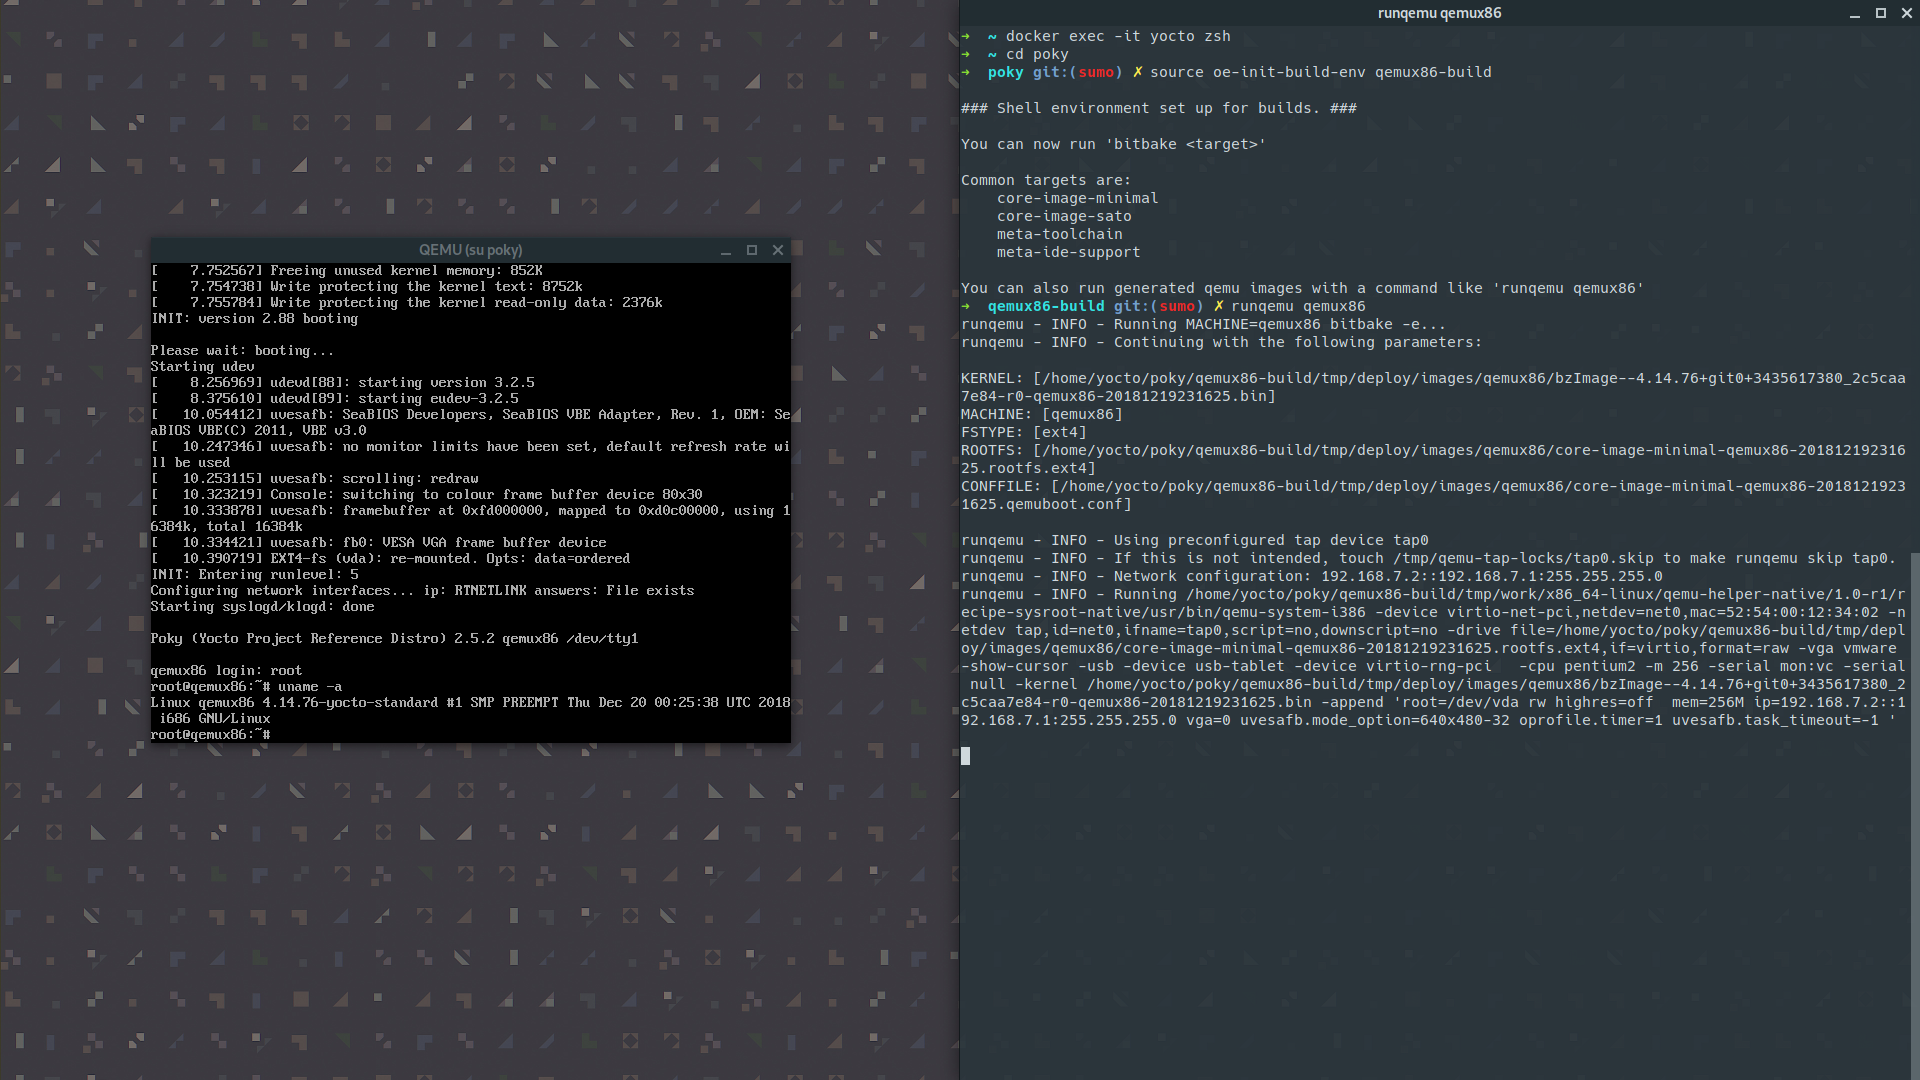 QEMU (su poky)
[    7.752567] Freeing unused kernel memory: 852K
[    7.754738] Write protecting the kernel text: 8752k
[    7.755784] Write protecting the kernel read-only data: 2376k
INIT: version 2.88 booting
Please wait: booting...
Starting udev
[    8.256969] udevd[88]: starting version 3.2.5
[    8.375610] udevd[89]: starting eudev-3.2.5
[   10.054412] uvesafb: SeaBIOS Developers, SeaBIOS VBE Adapter, Rev. 1, OEM: Se
aBIOS VBE(C) 2011, VBE v3.0
[   10.247346] uvesafb: no monitor limits have been set, default refresh rate wi
ll be used
[   10.253115] uvesafb: scrolling: redraw
[   10.323219] Console: switching to colour frame buffer device 80x30
[   10.333878] uvesafb: framebuffer at 0xfd000000, mapped to 0xd0c00000, using 1
6384k, total 16384k
[   10.334421] uvesafb: fb0: VESA VGA frame buffer device
[   10.390719] EXT4-fs (vda): re-mounted. Opts: data=ordered
INIT: Entering runlevel: 5
Configuring network interfaces... ip: RTNETLINK answers: File exists
Starting syslogd/klogd: done
Poky (Yocto Project Reference Distro) 2.5.2 qemux86 /dev/tty1
qemux86 login: root
root@qemux86:~# uname -a
Linux qemux86 4.14.76-yocto-standard #1 SMP PREEMPT Thu Dec 20 00:25:38 UTC 2018
 i686 GNU/Linux
root@qemux86:~#
runqemu qemux86
➜  ~ docker exec -it yocto zsh
➜  ~ cd poky
➜  poky git:(sumo) ✗ source oe-init-build-env qemux86-build
### Shell environment set up for builds. ###
You can now run 'bitbake <target>'
Common targets are:
    core-image-minimal
    core-image-sato
    meta-toolchain
    meta-ide-support
You can also run generated qemu images with a command like 'runqemu qemux86'
➜  qemux86-build git:(sumo) ✗ runqemu qemux86
runqemu - INFO - Running MACHINE=qemux86 bitbake -e...
runqemu - INFO - Continuing with the following parameters:
KERNEL: [/home/yocto/poky/qemux86-build/tmp/deploy/images/qemux86/bzImage--4.14.76+git0+3435617380_2c5caa
7e84-r0-qemux86-20181219231625.bin]
MACHINE: [qemux86]
FSTYPE: [ext4]
ROOTFS: [/home/yocto/poky/qemux86-build/tmp/deploy/images/qemux86/core-image-minimal-qemux86-201812192316
25.rootfs.ext4]
CONFFILE: [/home/yocto/poky/qemux86-build/tmp/deploy/images/qemux86/core-image-minimal-qemux86-2018121923
1625.qemuboot.conf]
runqemu - INFO - Using preconfigured tap device tap0
runqemu - INFO - If this is not intended, touch /tmp/qemu-tap-locks/tap0.skip to make runqemu skip tap0.
runqemu - INFO - Network configuration: 192.168.7.2::192.168.7.1:255.255.255.0
runqemu - INFO - Running /home/yocto/poky/qemux86-build/tmp/work/x86_64-linux/qemu-helper-native/1.0-r1/r
ecipe-sysroot-native/usr/bin/qemu-system-i386 -device virtio-net-pci,netdev=net0,mac=52:54:00:12:34:02 -n
etdev tap,id=net0,ifname=tap0,script=no,downscript=no -drive file=/home/yocto/poky/qemux86-build/tmp/depl
oy/images/qemux86/core-image-minimal-qemux86-20181219231625.rootfs.ext4,if=virtio,format=raw -vga vmware
-show-cursor -usb -device usb-tablet -device virtio-rng-pci   -cpu pentium2 -m 256 -serial mon:vc -serial
 null -kernel /home/yocto/poky/qemux86-build/tmp/deploy/images/qemux86/bzImage--4.14.76+git0+3435617380_2
c5caa7e84-r0-qemux86-20181219231625.bin -append 'root=/dev/vda rw highres=off  mem=256M ip=192.168.7.2::1
92.168.7.1:255.255.255.0 vga=0 uvesafb.mode_option=640x480-32 oprofile.timer=1 uvesafb.task_timeout=-1 '